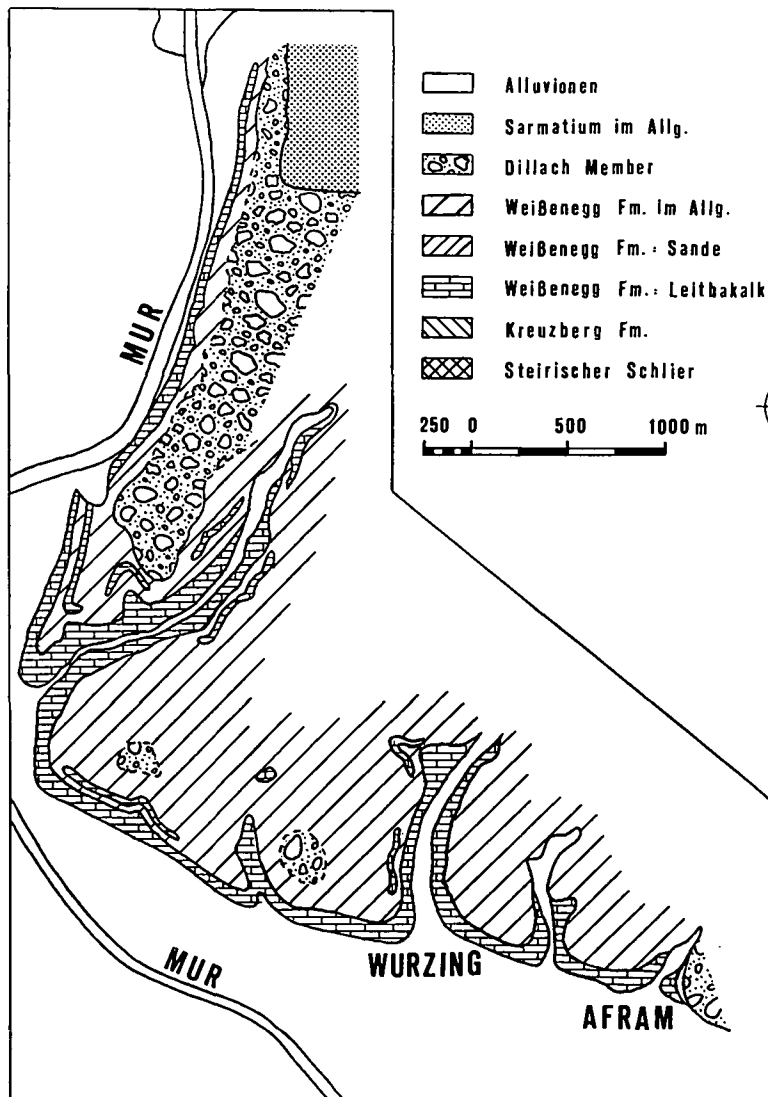 Alluvionen
Sarmatium im Allg.
Dillach Member
Weißenegg Fm. im Allg.
Weißenegg Fm.: Sande
Weißenegg Fm.: Leithakalk
Kreuzberg Fm.
Steirischer Schlier
250 0 500 1000 m
MUR
MUR
WURZING
AFRAM